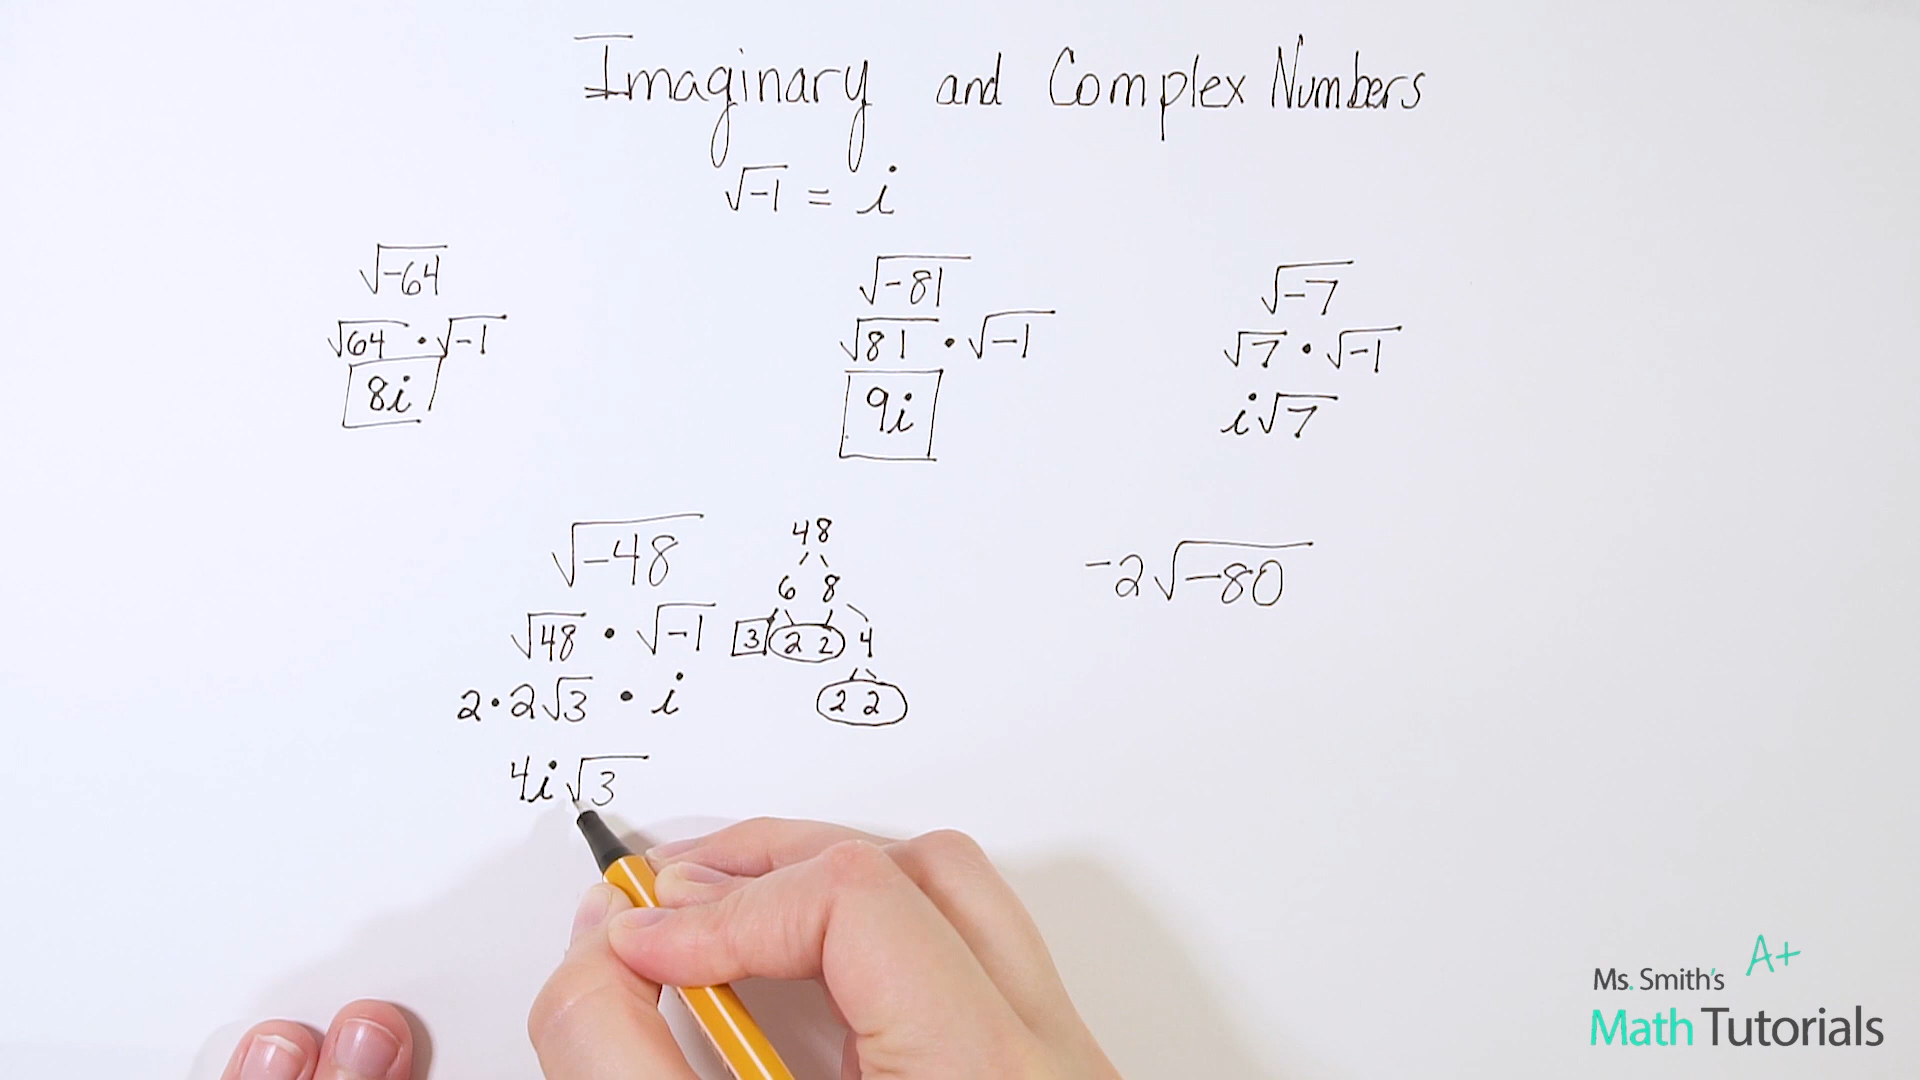 Imaginary and Complex Numbers
√-1 = i
√-64
√64 · √-1
8i
√-81
√81 · √-1
9i
√-7
√7 · √-1
i√7
√-48
√48 · √-1
2·2√3 · i
4i√3
48
6 8
3 2 2 4
2 2
-2√-80
A+
Ms. Smith's
Math Tutorials